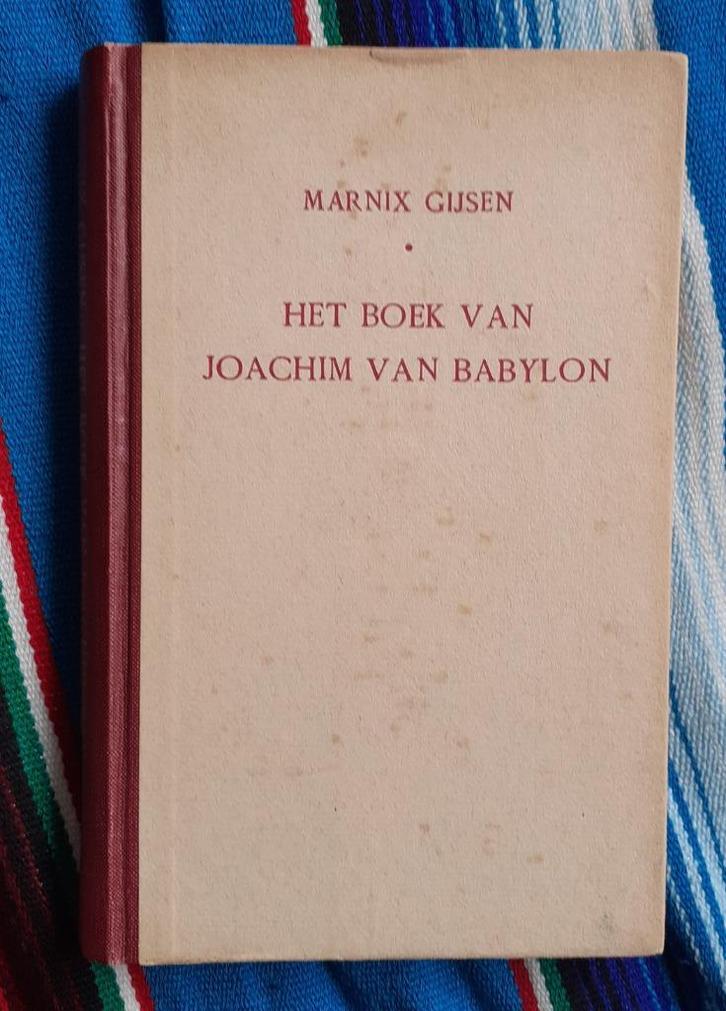 MARNIX GIJSEN
•
HET BOEK VAN
JOACHIM VAN BABYLON